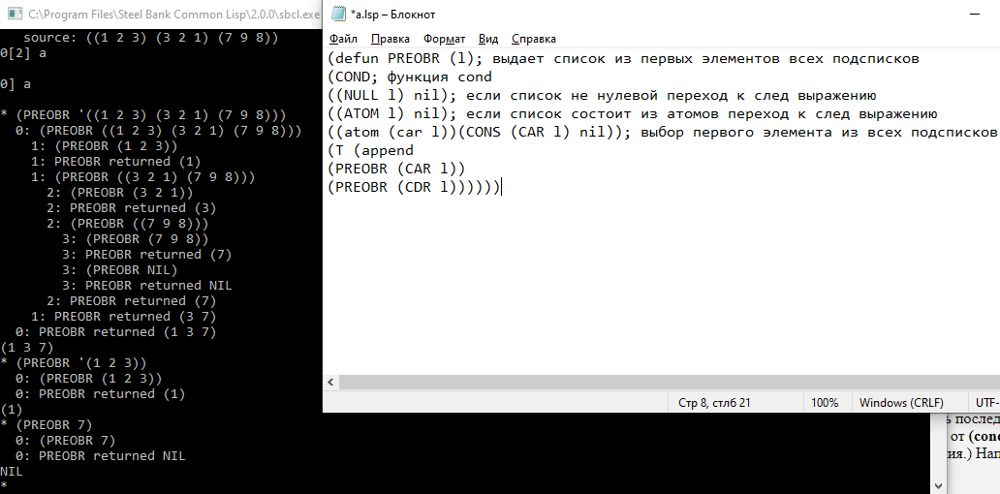 C:\Program Files\Steel Bank Common Lisp\2.0.0\sbcl.exe
source: ((1 2 3) (3 2 1) (7 9 8))
0[2] a
0] a
* (PREOBR '((1 2 3) (3 2 1) (7 9 8)))
0: (PREOBR ((1 2 3) (3 2 1) (7 9 8)))
1: (PREOBR (1 2 3))
1: PREOBR returned (1)
1: (PREOBR ((3 2 1) (7 9 8)))
2: (PREOBR (3 2 1))
2: PREOBR returned (3)
2: (PREOBR ((7 9 8)))
3: (PREOBR (7 9 8))
3: PREOBR returned (7)
3: (PREOBR NIL)
3: PREOBR returned NIL
2: PREOBR returned (7)
1: PREOBR returned (3 7)
0: PREOBR returned (1 3 7)
(1 3 7)
* (PREOBR '(1 2 3))
0: (PREOBR (1 2 3))
0: PREOBR returned (1)
(1)
* (PREOBR 7)
0: (PREOBR 7)
0: PREOBR returned NIL
NIL
*
*a.lsp – Блокнот
Файл Правка Формат Вид Справка
(defun PREOBR (l); выдает список из первых элементов всех подсписков
(COND; функция cond
((NULL l) nil); если список не нулевой переход к след выражению
((ATOM l) nil); если список состоит из атомов переход к след выражению
((atom (car l))(CONS (CAR l) nil)); выбор первого элемента из всех подсписков
(T (append
(PREOBR (CAR l))
(PREOBR (CDR l))))))
Стр 8, стлб 21 100% Windows (CRLF) UTF-
от (cond